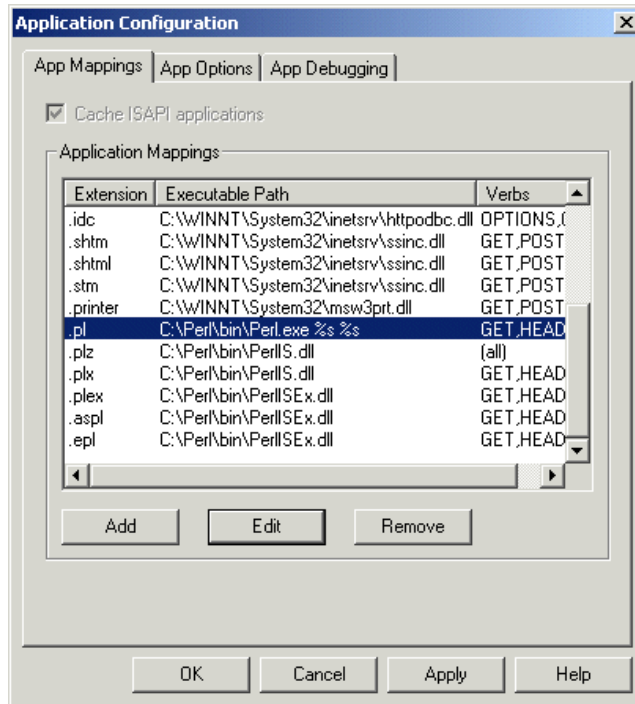 Application Configuration
App Mappings App Options App Debugging
Cache ISAPI applications
Application Mappings
Extension Executable Path Verbs
.idc C:\WINNT\System32\inetsrv\httpodbc.dll OPTIONS,
.shtm C:\WINNT\System32\inetsrv\ssinc.dll GET,POST
.shtml C:\WINNT\System32\inetsrv\ssinc.dll GET,POST
.stm C:\WINNT\System32\inetsrv\ssinc.dll GET,POST
.printer C:\WINNT\System32\msw3prt.dll GET,POST
.pl C:\Perl\bin\Perl.exe %s %s GET,HEAD
.plz C:\Perl\bin\PerlIS.dll (all)
.plx C:\Perl\bin\PerlIS.dll GET,HEAD
.plex C:\Perl\bin\PerlISEx.dll GET,HEAD
.aspl C:\Perl\bin\PerlISEx.dll GET,HEAD
.epl C:\Perl\bin\PerlISEx.dll GET,HEAD
Add Edit Remove
OK Cancel Apply Help